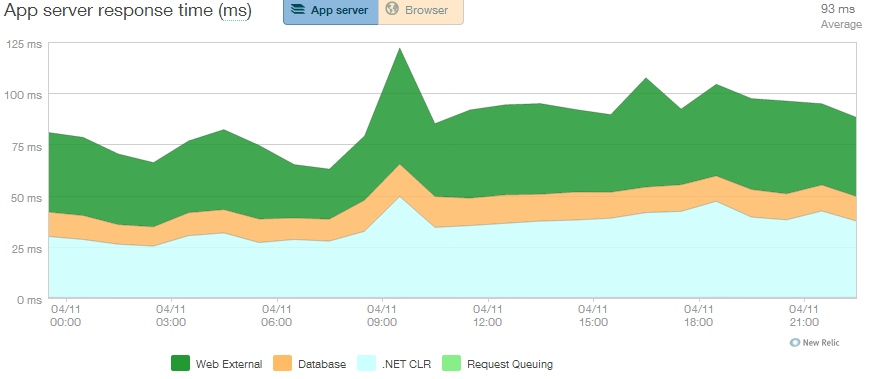 App server response time (ms)
App server
Browser
93 ms
Average
125 ms
100 ms
75 ms
50 ms
25 ms
0 ms
04/11 04/11 04/11 04/11 04/11 04/11 04/11 04/11
00:00 03:00 06:00 09:00 12:00 15:00 18:00 21:00
New Relic
Web External Database .NET CLR Request Queuing